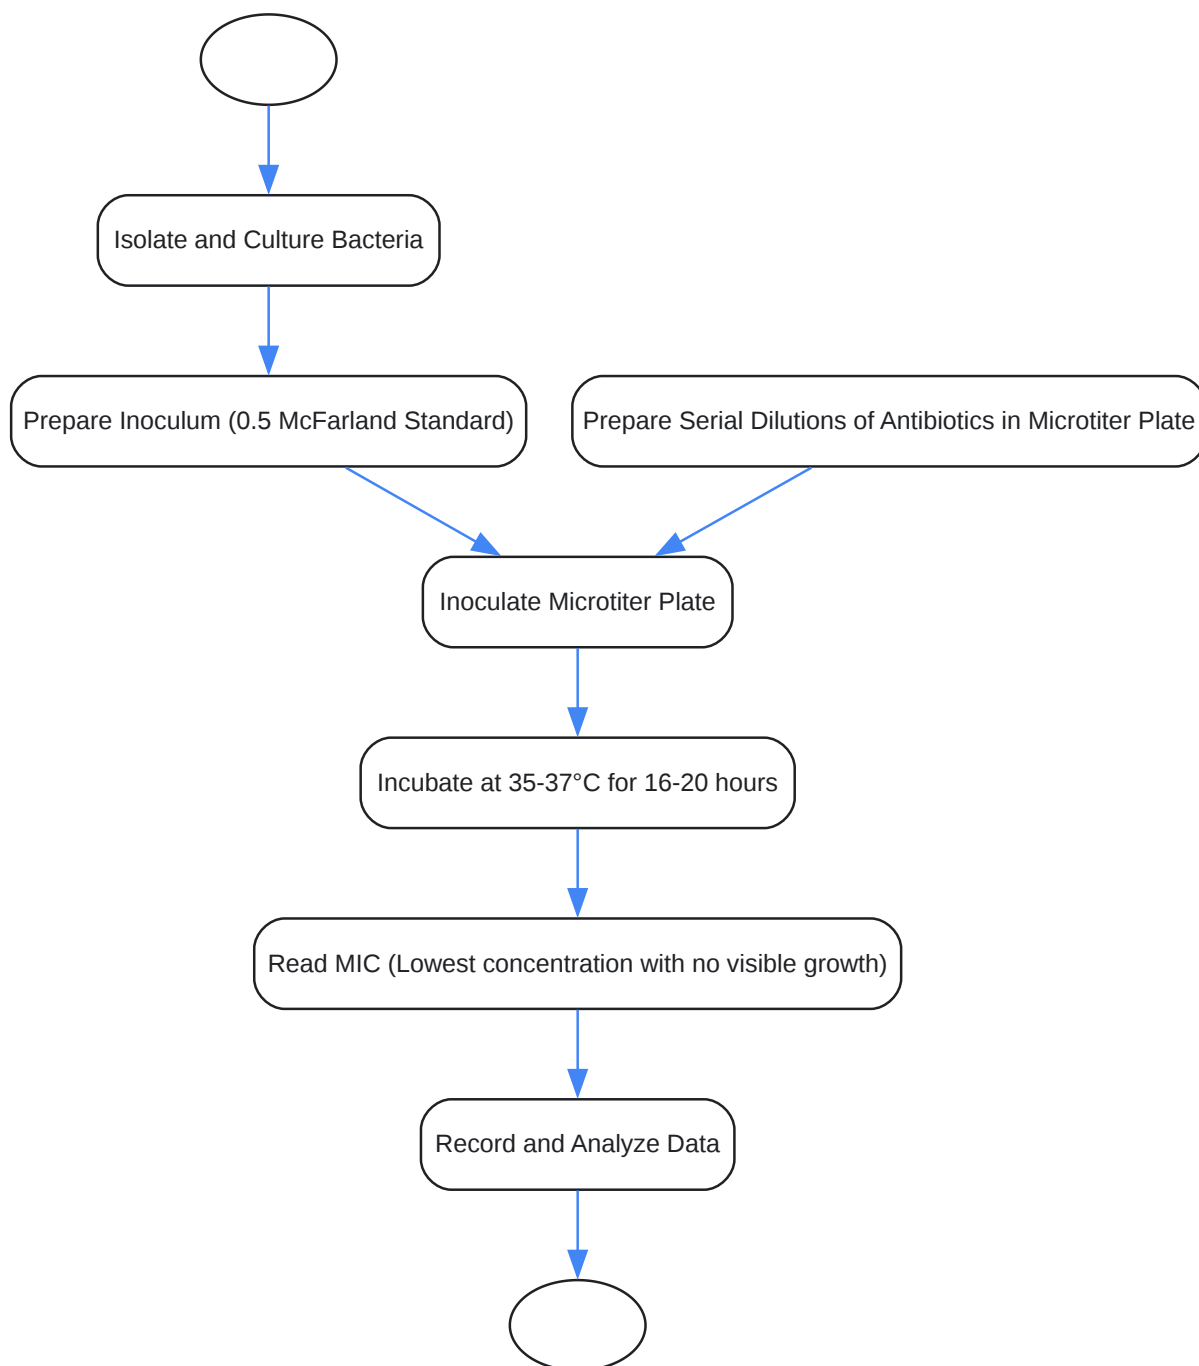 Isolate and Culture Bacteria
Prepare Inoculum (0.5 McFarland Standard)
Prepare Serial Dilutions of Antibiotics in Microtiter Plate
Inoculate Microtiter Plate
Incubate at 35-37°C for 16-20 hours
Read MIC (Lowest concentration with no visible growth)
Record and Analyze Data